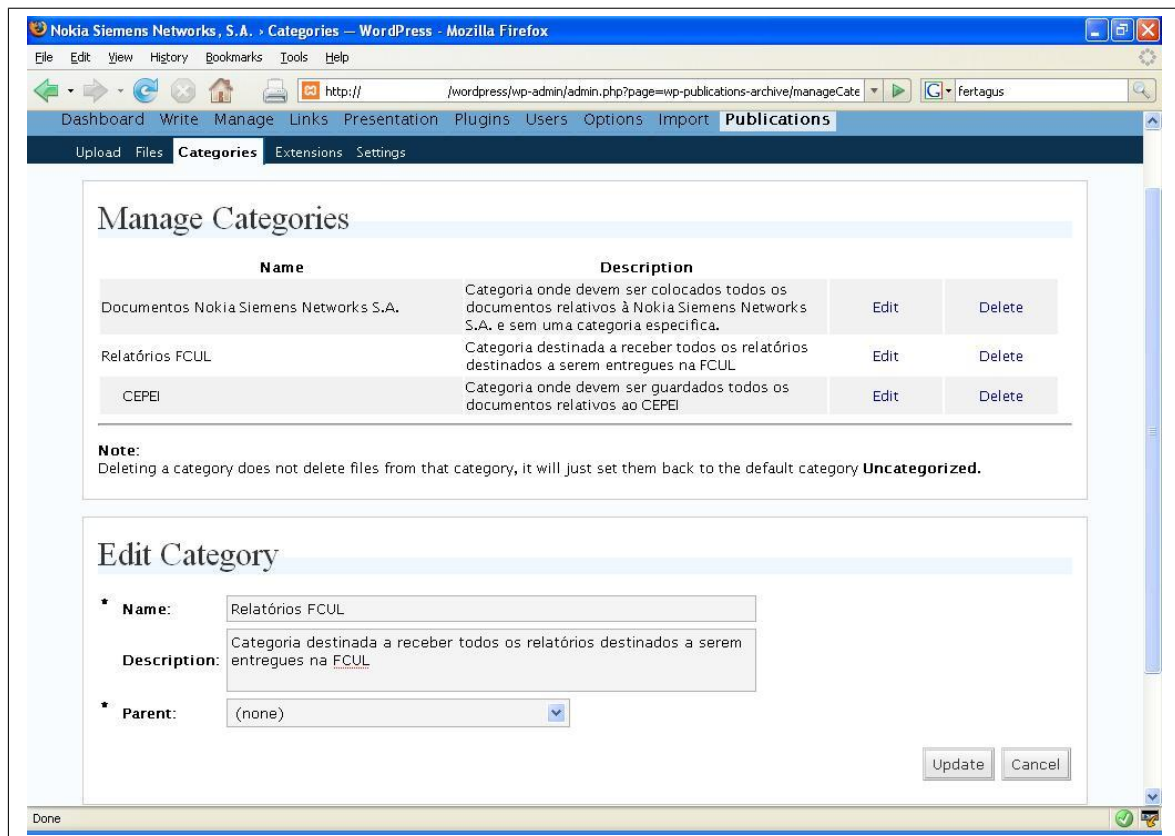 Nokia Siemens Networks, S.A. › Categories — WordPress - Mozilla Firefox
File Edit View History Bookmarks Tools Help
http:// /wordpress/wp-admin/admin.php?page=wp-publications-archive/manageCate G fertagus
Dashboard Write Manage Links Presentation Plugins Users Options Import Publications
Upload Files Categories Extensions Settings
Manage Categories
Name Description
Documentos Nokia Siemens Networks S.A. Categoria onde devem ser colocados todos os
documentos relativos à Nokia Siemens Networks
S.A. e sem uma categoria especifica. Edit Delete
Relatórios FCUL Categoria destinada a receber todos os relatórios
destinados a serem entregues na FCUL Edit Delete
CEPEI Categoria onde devem ser guardados todos os
documentos relativos ao CEPEI Edit Delete
Note:
Deleting a category does not delete files from that category, it will just set them back to the default category Uncategorized.
Edit Category
* Name: Relatórios FCUL
Description: Categoria destinada a receber todos os relatórios destinados a serem
entregues na FCUL
* Parent: (none)
Update Cancel
Done